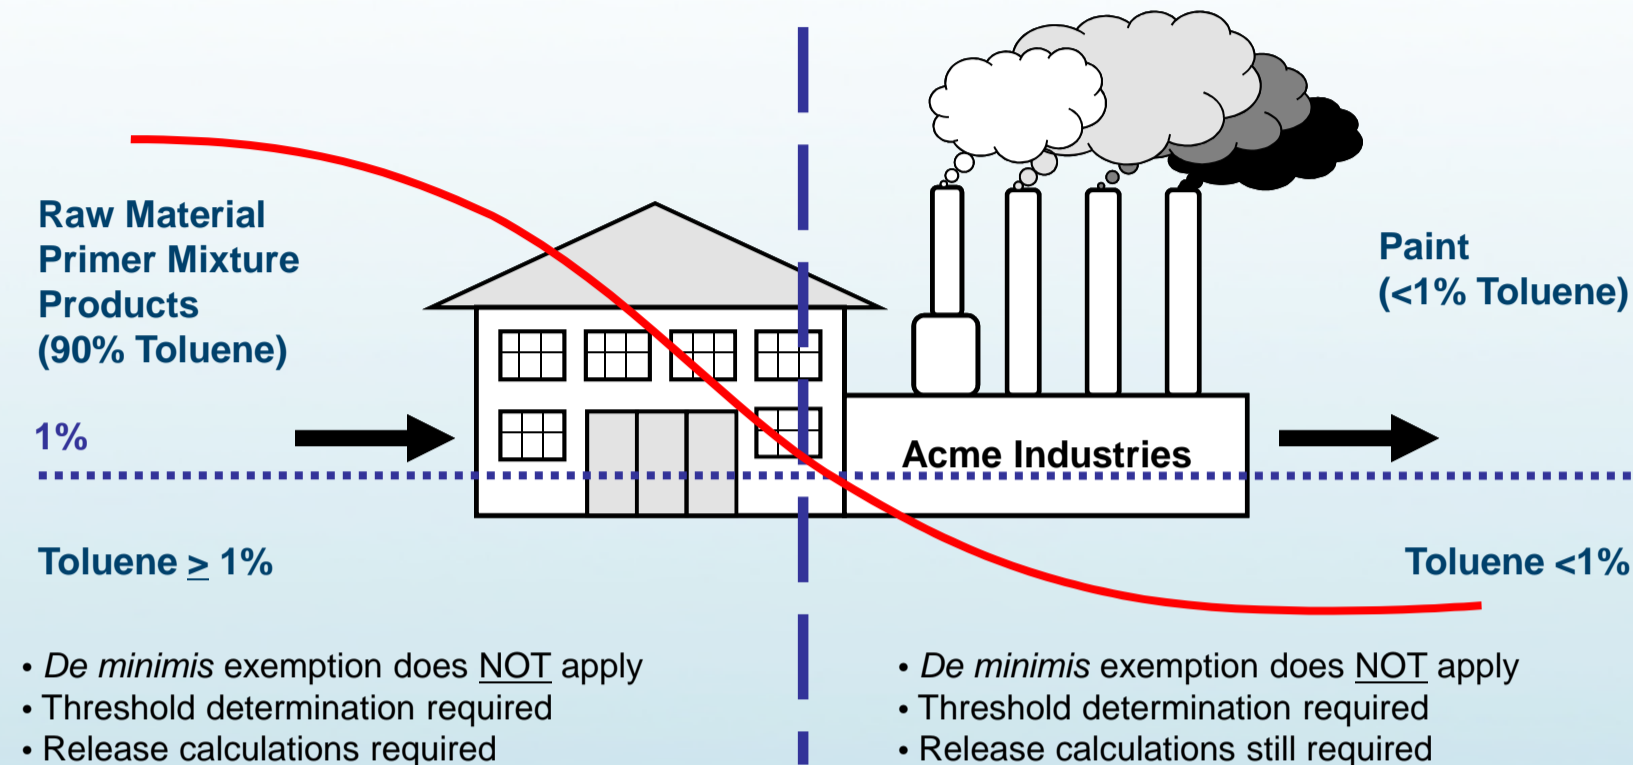 Raw Material
Primer Mixture
Products
(90% Toluene)
Paint
(<1% Toluene)
1%
Acme Industries
Toluene ≥ 1%
Toluene <1%
• De minimis exemption does NOT apply
• Threshold determination required
• Release calculations required
• De minimis exemption does NOT apply
• Threshold determination required
• Release calculations still required